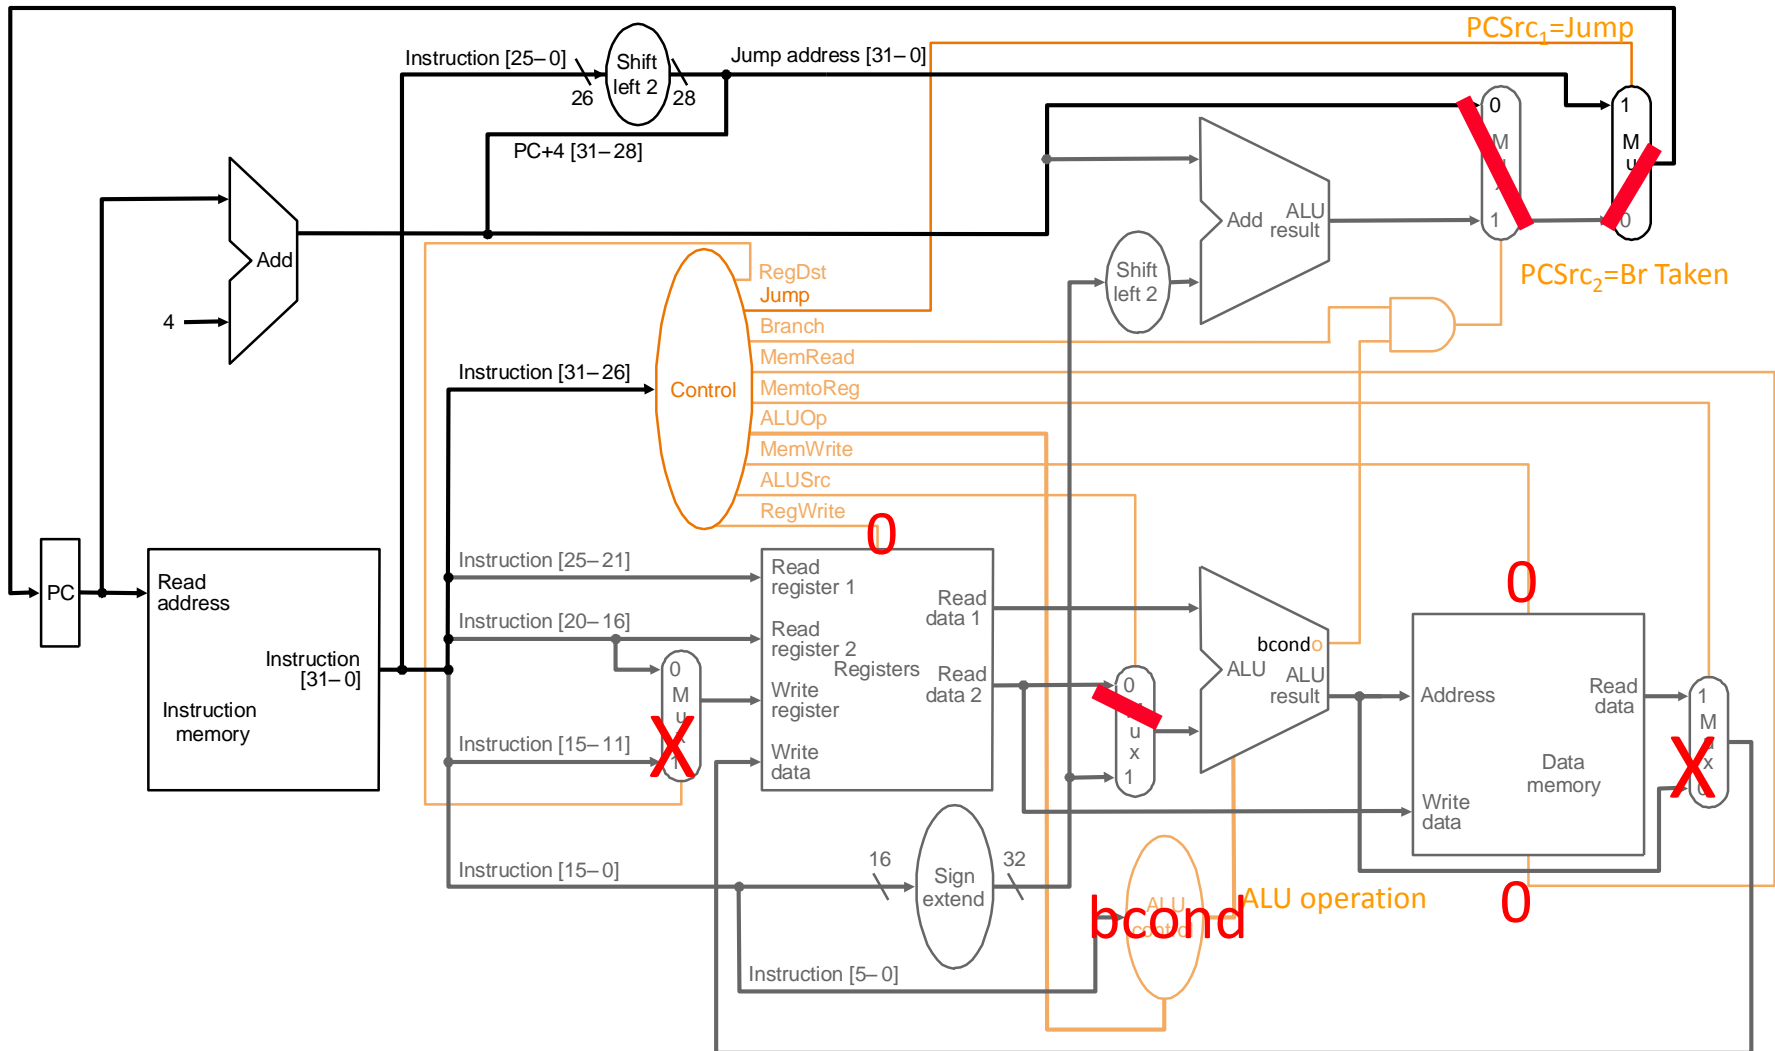 PCSrc1=Jump
Instruction [25–0]
Shift
left 2
Jump address [31–0]
26
28
PC+4 [31–28]
0
M
1
1
M
u
0
Add
ALU
result
Add
4
Shift
left 2
PCSrc2=Br Taken
RegDst
Jump
Branch
MemRead
MemtoReg
ALUOp
MemWrite
ALUSrc
RegWrite
Control
Instruction [31–26]
0
PC
Read
address
Instruction
[31–0]
Instruction
memory
Instruction [25–21]
Instruction [20–16]
Instruction [15–11]
Instruction [15–0]
Instruction [5–0]
0
M
u
X
1
Read
register 1
Read
register 2
Write
register
Write
data
Registers
Read
data 1
Read
data 2
0
u
x
1
bcond
ALU
ALU
result
0
Address
Read
data
Data
memory
Write
data
0
1
M
u
x
X
0
16
Sign
extend
32
ALU
control
bcond
ALU operation